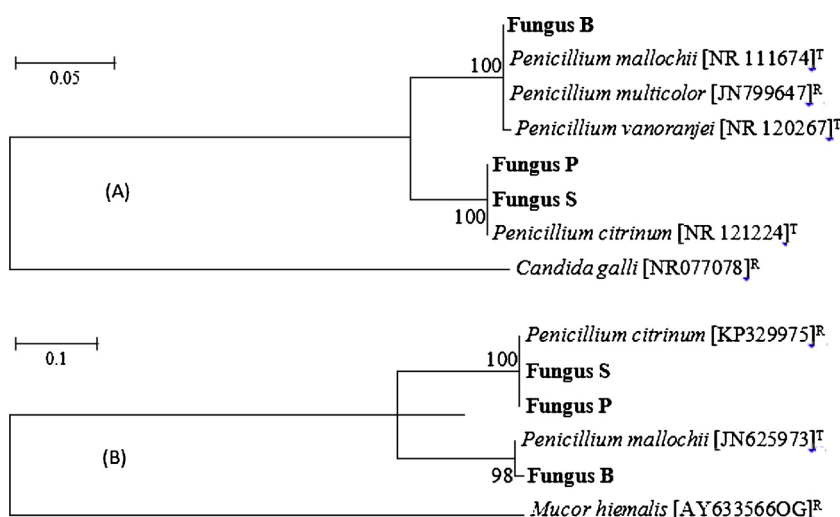 Fungus B
0.05
100
Penicillium mallochii [NR 111674]T
Penicillium multicolor [JN799647]R
Penicillium vanoranjei [NR 120267]T
Fungus P
(A)
Fungus S
100
Penicillium citrinum [NR 121224]T
Candida galli [NR077078]R
Penicillium citrinum [KP329975]R
0.1
100
Fungus S
Fungus P
Penicillium mallochii [JN625973]T
(B)
98
Fungus B
Mucor hiemalis [AY633566OG]R